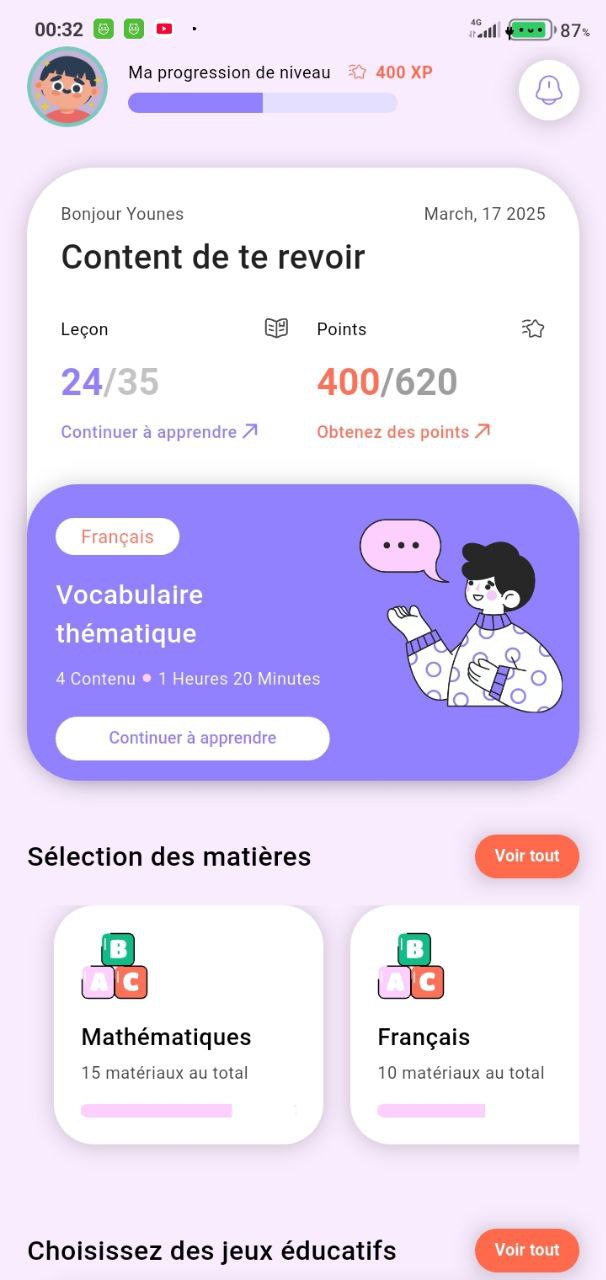 00:32
4G
87%
Ma progression de niveau 400 XP
Bonjour Younes March, 17 2025
Content de te revoir
Leçon Points
24/35 400/620
Continuer à apprendre Obtenez des points
Français
Vocabulaire
thématique
4 Contenu 1 Heures 20 Minutes
Continuer à apprendre
Sélection des matières Voir tout
B
A C
B
A C
Mathématiques Français
15 matériaux au total 10 matériaux au total
Choisissez des jeux éducatifs Voir tout